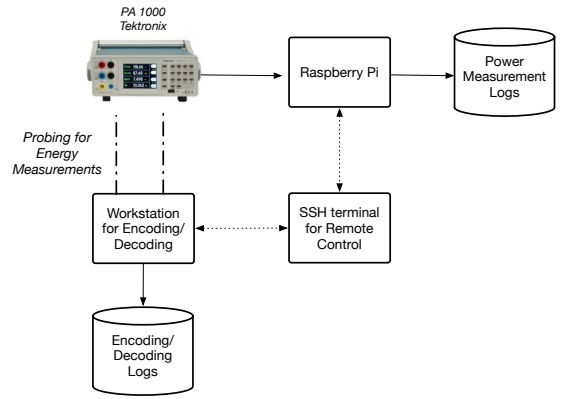 PA 1000
Tektronix
Raspberry Pi
Power
Measurement
Logs
Probing for
Energy
Measurements
Workstation
for Encoding/
Decoding
SSH terminal
for Remote
Control
Encoding/
Decoding
Logs